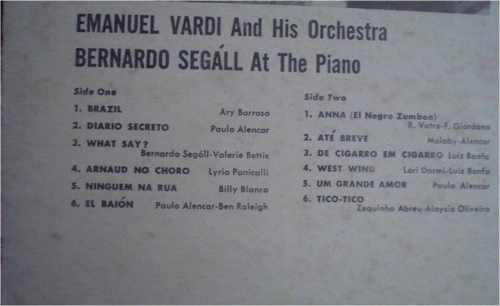 EMANUEL VARDI And His Orchestra
BERNARDO SEGÁLL At The Piano
Side One
1. BRAZIL Ary Barroso
2. DIARIO SECRETO Paulo Alencar
3. WHAT SAY?
Bernardo Segáll-Valerie Bettis
4. ARNAUD NO CHORO Lyrio Panicalli
5. NINGUEM NA RUA Billy Blanco
6. EL BAIÓN Paulo Alencar-Ben Raleigh
Side Two
1. ANNA (El Negro Zumbon)
R. Vatro-F. Giordano
2. ATÉ BREVE Malaby-Alencar
3. DE CIGARRO EM CIGARRO Luiz Bonfa
4. WEST WIND Lori Darmi-Luiz Bonfa
5. UM GRANDE AMOR Paulo Alencar
6. TICO-TICO
Zequinha Abreu-Aloysio Oliveira